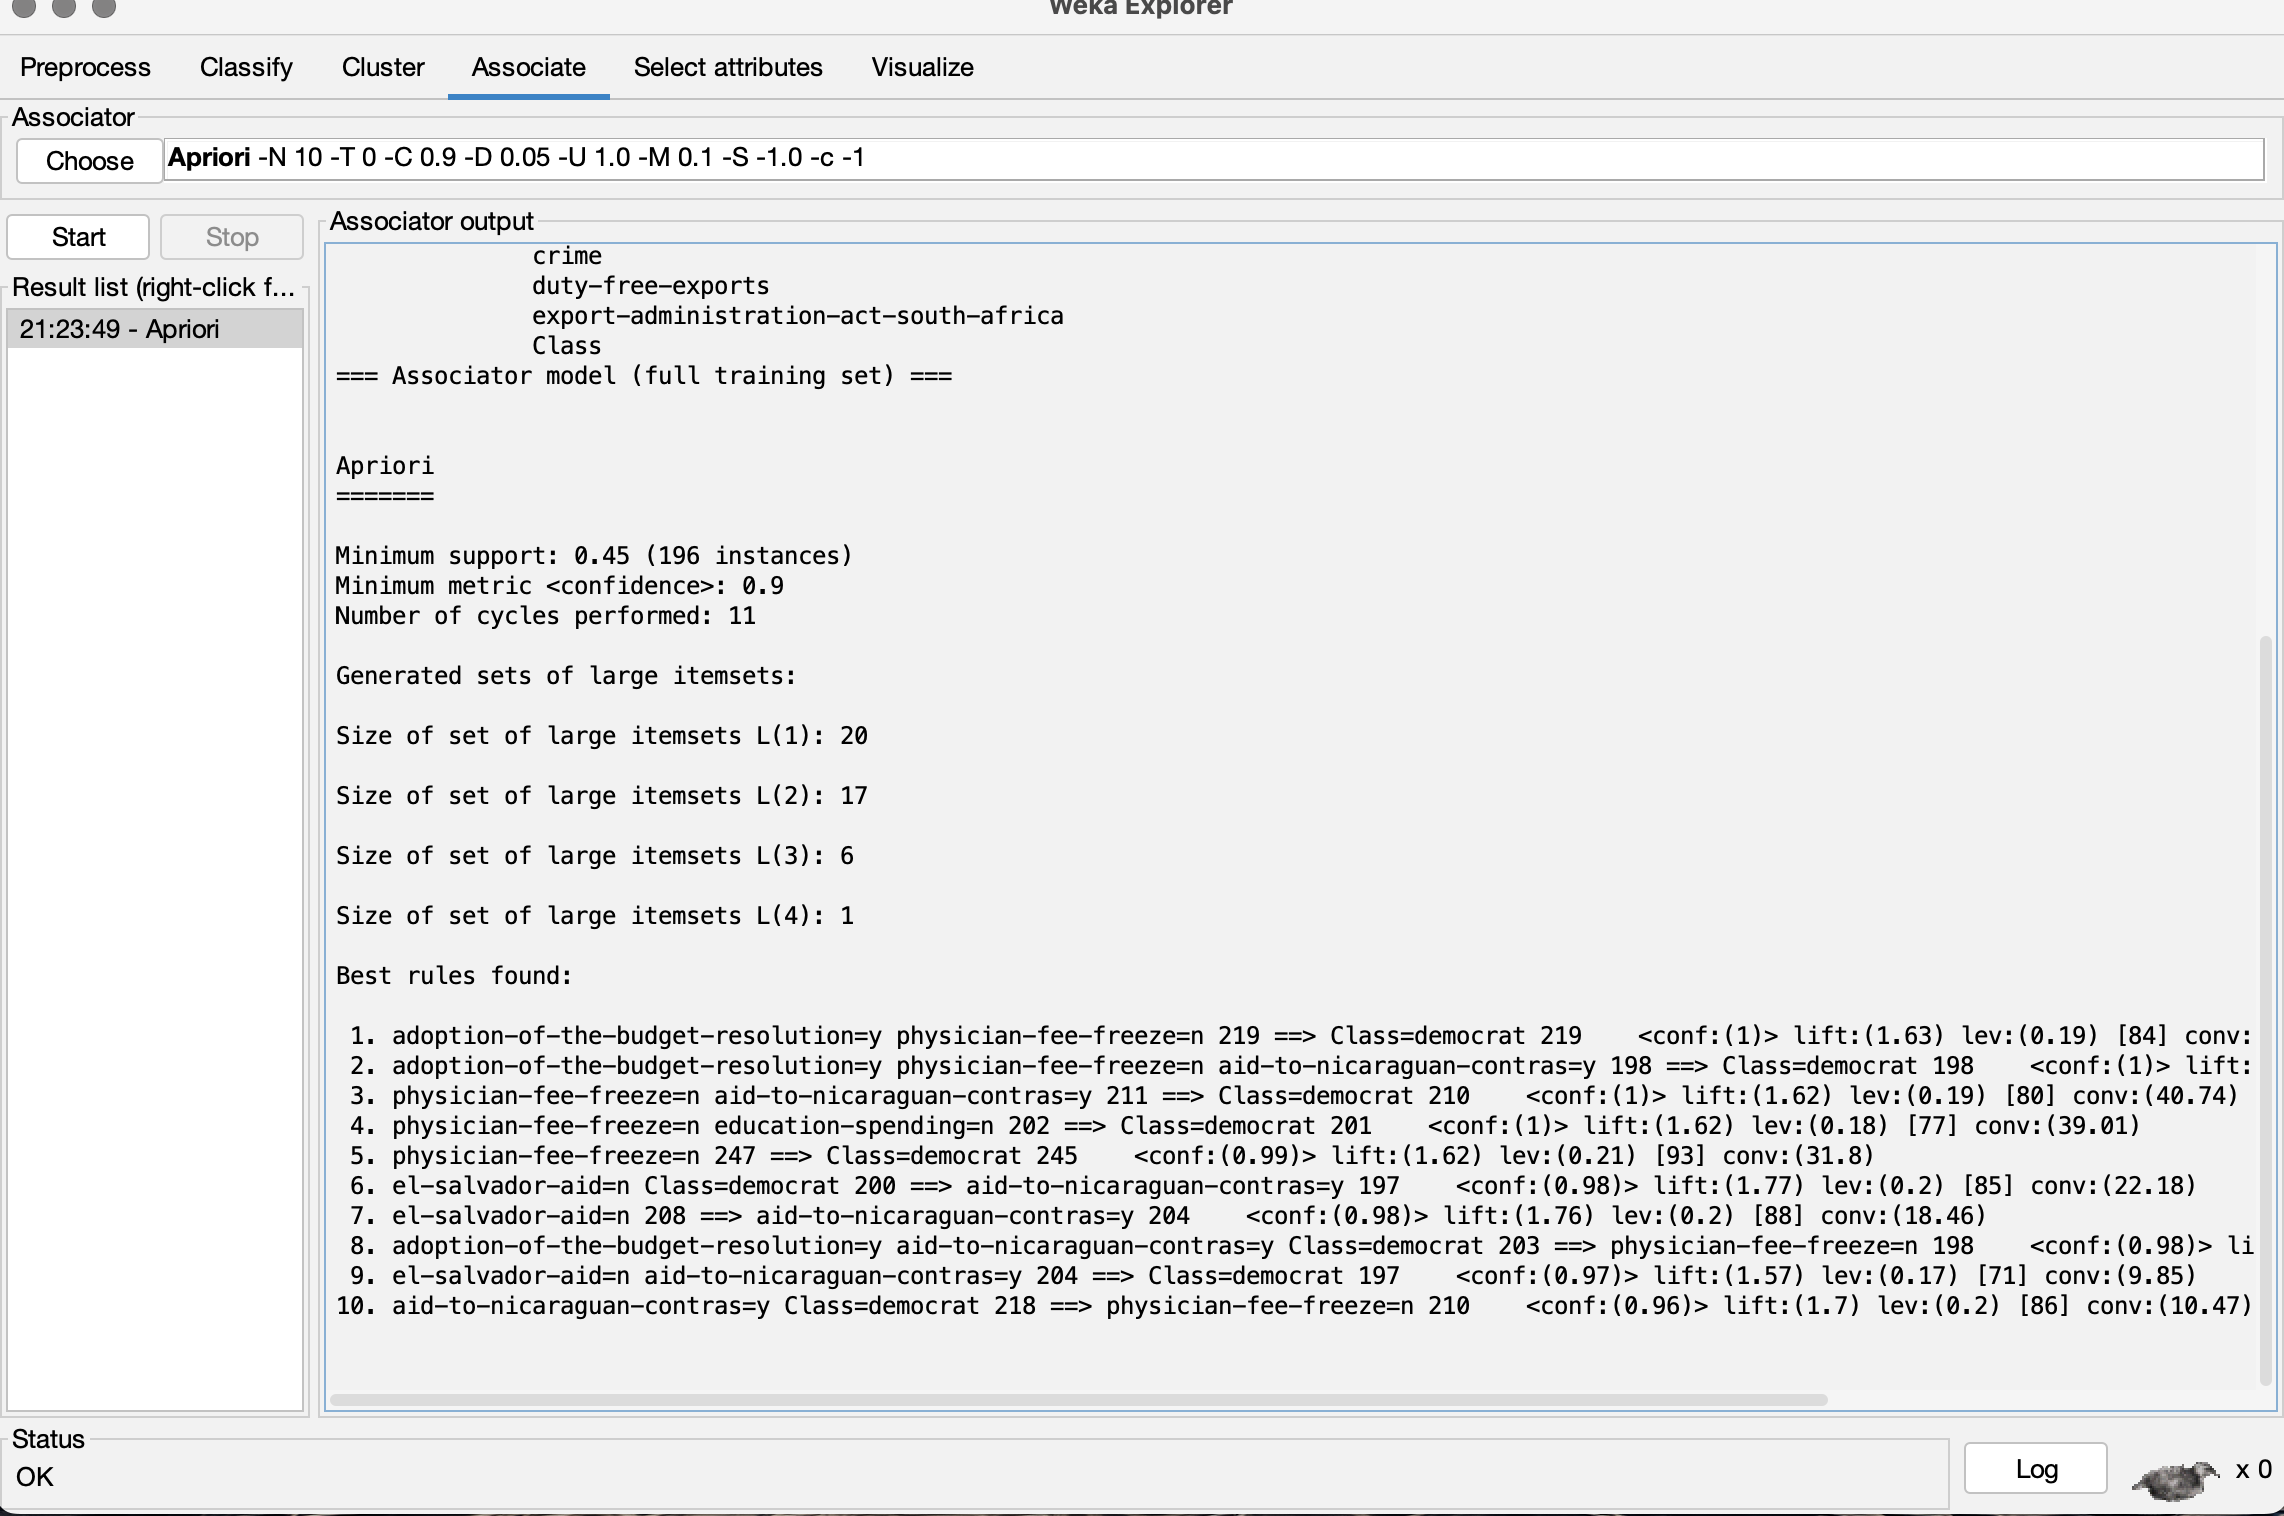 Weka Explorer
Preprocess Classify Cluster Associate Select attributes Visualize
Associator
Choose Apriori -N 10 -T 0 -C 0.9 -D 0.05 -U 1.0 -M 0.1 -S -1.0 -c -1
Start Stop
Result list (right-click f...
21:23:49 - Apriori
Associator output
crime
duty-free-exports
export-administration-act-south-africa
Class
=== Associator model (full training set) ===
Apriori
=======
Minimum support: 0.45 (196 instances)
Minimum metric <confidence>: 0.9
Number of cycles performed: 11
Generated sets of large itemsets:
Size of set of large itemsets L(1): 20
Size of set of large itemsets L(2): 17
Size of set of large itemsets L(3): 6
Size of set of large itemsets L(4): 1
Best rules found:
1. adoption-of-the-budget-resolution=y physician-fee-freeze=n 219 ==> Class=democrat 219 <conf:(1)> lift:(1.63) lev:(0.19) [84] conv:
2. adoption-of-the-budget-resolution=y physician-fee-freeze=n aid-to-nicaraguan-contras=y 198 ==> Class=democrat 198 <conf:(1)> lift:
3. physician-fee-freeze=n aid-to-nicaraguan-contras=y 211 ==> Class=democrat 210 <conf:(1)> lift:(1.62) lev:(0.19) [80] conv:(40.74)
4. physician-fee-freeze=n education-spending=n 202 ==> Class=democrat 201 <conf:(1)> lift:(1.62) lev:(0.18) [77] conv:(39.01)
5. physician-fee-freeze=n 247 ==> Class=democrat 245 <conf:(0.99)> lift:(1.62) lev:(0.21) [93] conv:(31.8)
6. el-salvador-aid=n Class=democrat 200 ==> aid-to-nicaraguan-contras=y 197 <conf:(0.98)> lift:(1.77) lev:(0.2) [85] conv:(22.18)
7. el-salvador-aid=n 208 ==> aid-to-nicaraguan-contras=y 204 <conf:(0.98)> lift:(1.76) lev:(0.2) [88] conv:(18.46)
8. adoption-of-the-budget-resolution=y aid-to-nicaraguan-contras=y Class=democrat 203 ==> physician-fee-freeze=n 198 <conf:(0.98)> li
9. el-salvador-aid=n aid-to-nicaraguan-contras=y 204 ==> Class=democrat 197 <conf:(0.97)> lift:(1.57) lev:(0.17) [71] conv:(9.85)
10. aid-to-nicaraguan-contras=y Class=democrat 218 ==> physician-fee-freeze=n 210 <conf:(0.96)> lift:(1.7) lev:(0.2) [86] conv:(10.47)
Status
OK
Log
x 0